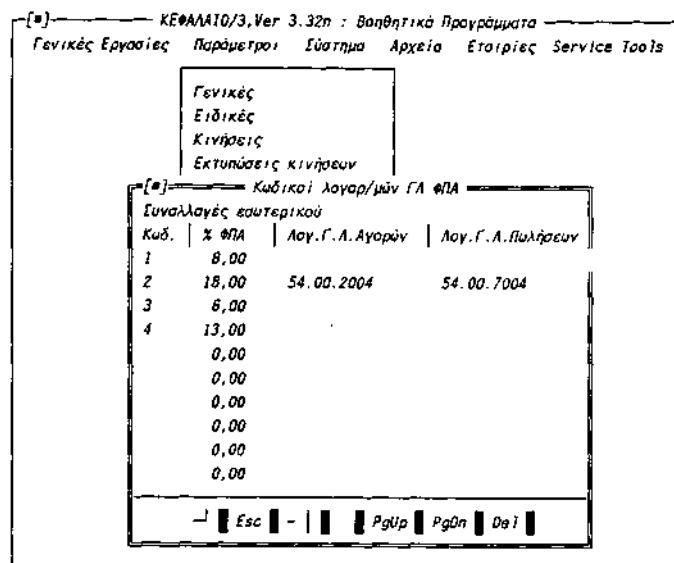 [■] ΚΕΦΑΛΑΙΟ/3,Ver 3.32n : Βοηθητικά Προγράμματα
Γενικές Εργασίες Παράμετροι Σύστημα Αρχεία Εταιρίες Service Tools
Γενικές
Ειδικές
Κινήσεις
Εκτυπώσεις κινήσεων
[■] Κωδικοί λογαρ/μών ΓΛ ΦΠΑ
Συναλλαγές εσωτερικού
Κωδ. | % ΦΠΑ | Λογ.Γ.Λ.Αγορών | Λογ.Γ.Λ.Πωλήσεων
1 8,00
2 18,00 54.00.2004 54.00.7004
3 6,00
4 13,00
0,00
0,00
0,00
0,00
0,00
0,00
┘ Esc - | PgUp PgDn Del